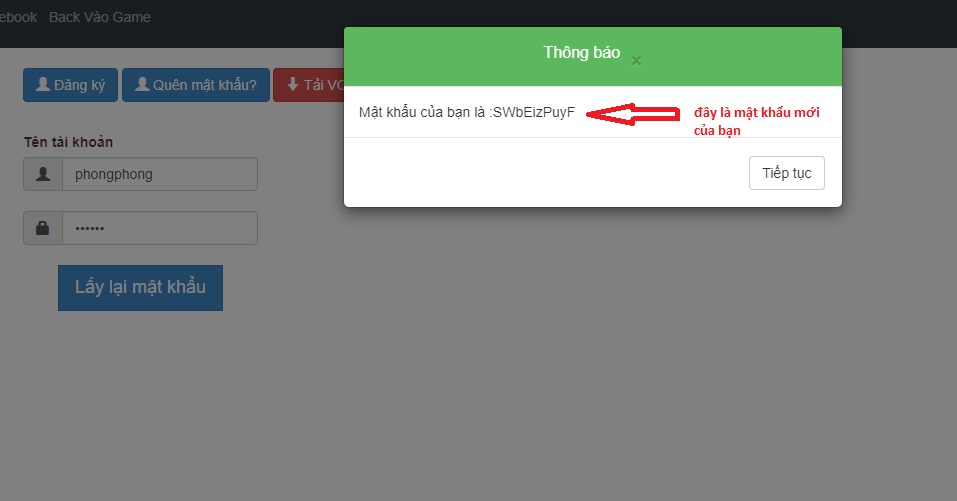 ebook Back Vào Game
Thông báo ×
Đăng ký Quên mật khẩu? Tải VC
Mật khẩu của bạn là :SWbEizPuyF
đây là mật khẩu mới
của bạn
Tên tài khoản
phongphong
Tiếp tục
••••••
Lấy lại mật khẩu